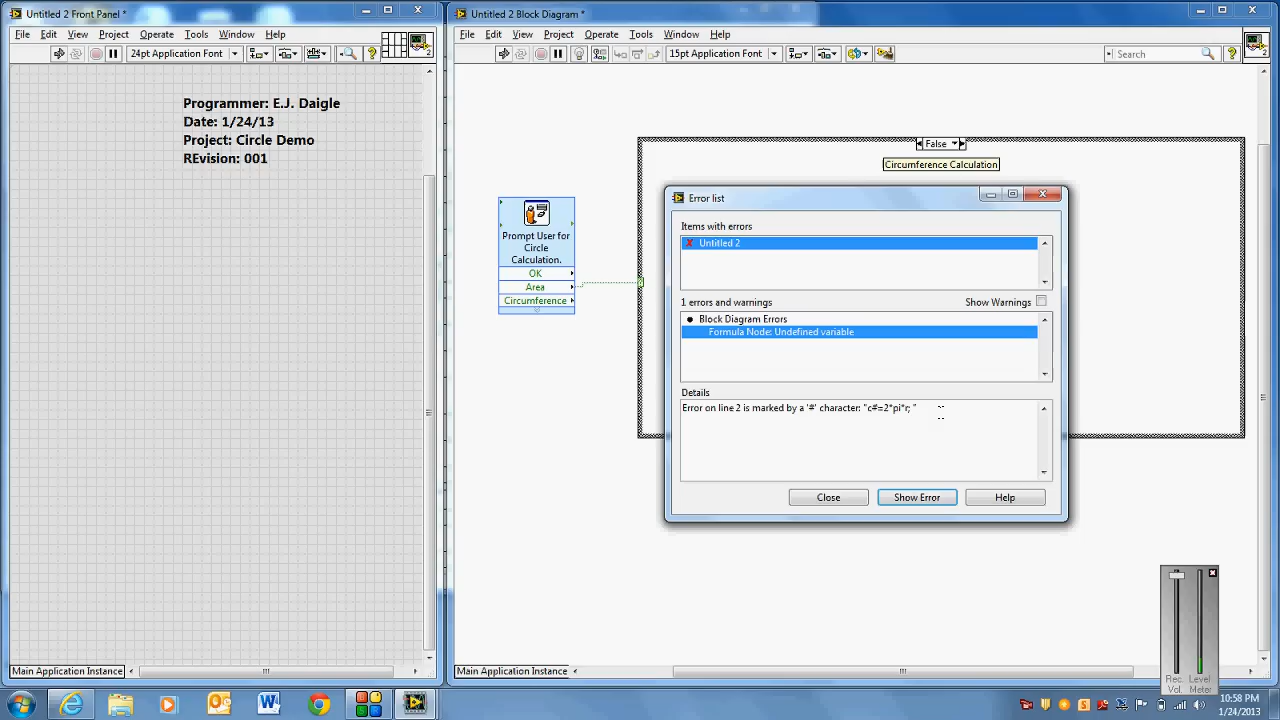 Untitled 2 Front Panel *
File Edit View Project Operate Tools Window Help
24pt Application Font
2
Programmer: E.J. Daigle
Date: 1/24/13
Project: Circle Demo
REvision: 001
Main Application Instance
Untitled 2 Block Diagram *
File Edit View Project Operate Tools Window Help
15pt Application Font
Search
2
False
Circumference Calculation
Prompt User for
Circle
Calculation.
OK
Area
Circumference
?
Error list
Items with errors
Untitled 2
1 errors and warnings
Show Warnings
Block Diagram Errors
Formula Node: Undefined variable
Details
Error on line 2 is marked by a '#' character: "c#=2*pi*r; "
Close
Show Error
Help
Main Application Instance
Rec. Vol.
Level Meter
10:58 PM
1/24/2013